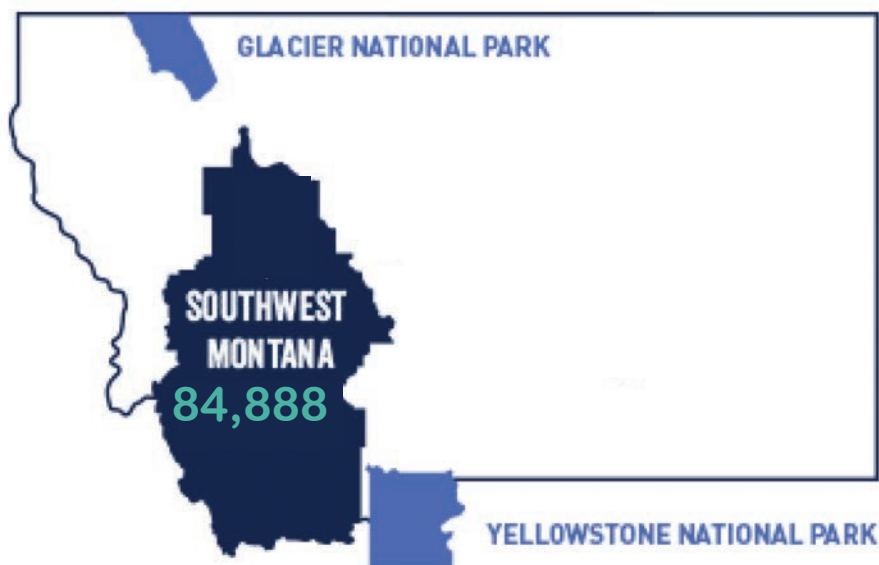 GLACIER NATIONAL PARK
SOUTHWEST
MONTANA
84,888
YELLOWSTONE NATIONAL PARK